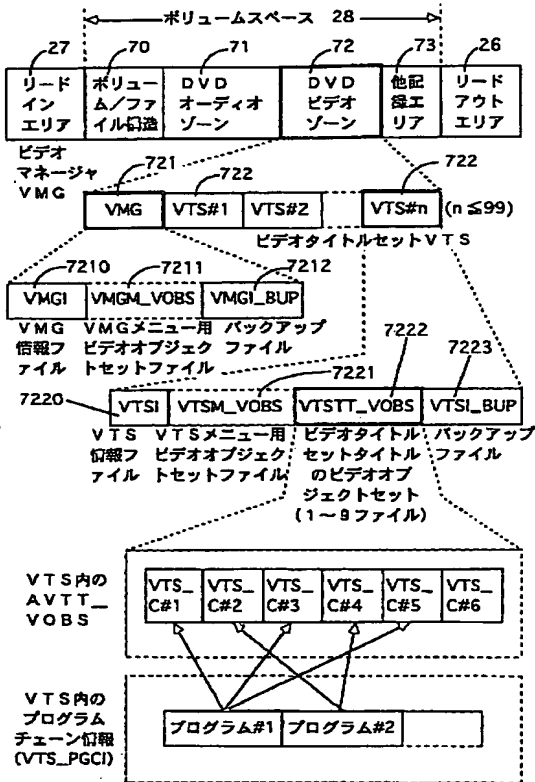 ボリュームスペース 28
27 70 71 72 73 26
リード
イン
エリア
ボリュー
ム/ファ
イル構造
DVD
オーディオ
ゾーン
DVD
ビデオ
ゾーン
他記
録エ
リア
リード
アウト
エリア
ビデオ
マネージャ
VMG
721 722 722
VMG VTS#1 VTS#2 VTS#n (n≦99)
ビデオタイトルセットVTS
7210 7211 7212
VMGI VMGM_VOBS VMGI_BUP
VMG
情報フ
ァイル
VMGメニュー用
ビデオオブジェク
トセットファイル
バックアップ
ファイル
7220 7221 7222 7223
VTSI VTSM_VOBS VTSTT_VOBS VTSI_BUP
VTS
情報フ
ァイル
VTSメニュー用
ビデオオブジェク
トセットファイル
ビデオタイトル
セットタイトル
のビデオオブ
ジェクトセット
(1～9ファイル)
バックアップ
ファイル
VTS内の
AVTT_
VOBS
VTS_
C#1
VTS_
C#2
VTS_
C#3
VTS_
C#4
VTS_
C#5
VTS_
C#6
VTS内の
プログラム
チェーン情報
(VTS_PGCI)
プログラム#1 プログラム#2